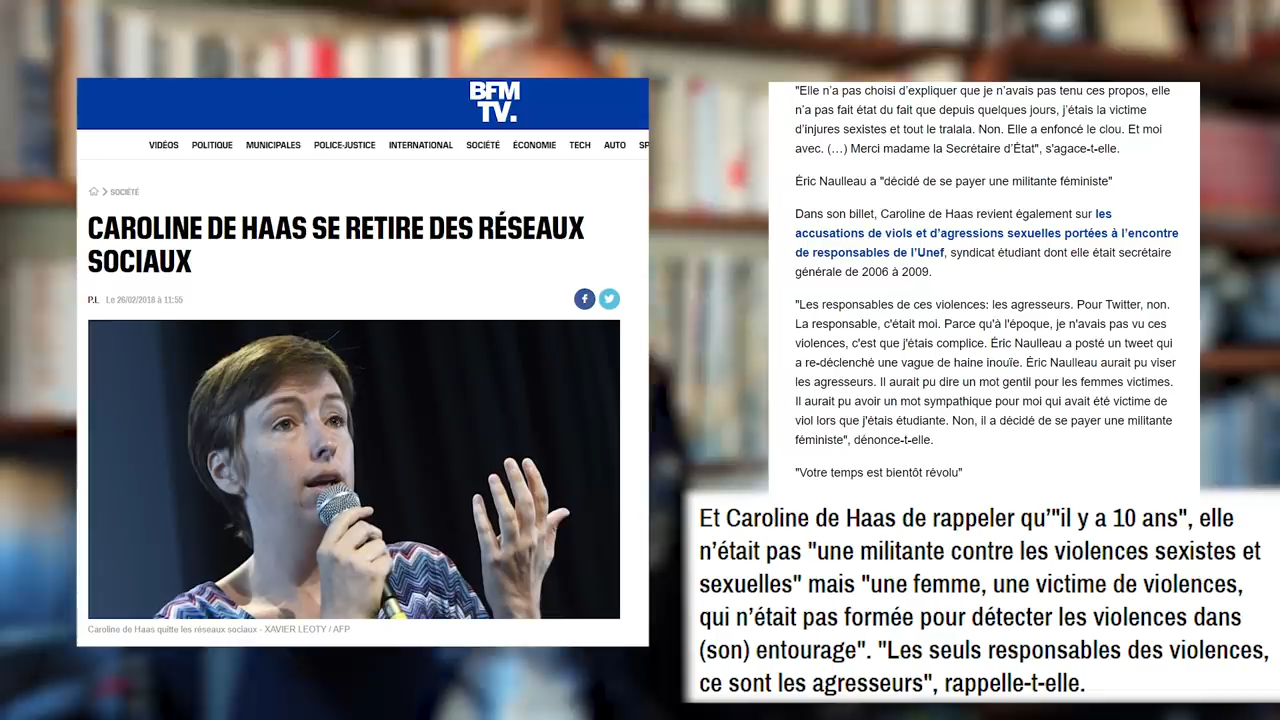 BFM
TV.
VIDÉOS POLITIQUE MUNICIPALES POLICE-JUSTICE INTERNATIONAL SOCIÉTÉ ÉCONOMIE TECH AUTO SP
SOCIÉTÉ
CAROLINE DE HAAS SE RETIRE DES RÉSEAUX
SOCIAUX
P.L Le 26/02/2018 à 11:55
Caroline de Haas quitte les réseaux sociaux - XAVIER LEOTY / AFP
"Elle n’a pas choisi d’expliquer que je n’avais pas tenu ces propos, elle
n’a pas fait état du fait que depuis quelques jours, j’étais la victime
d’injures sexistes et tout le tralala. Non. Elle a enfoncé le clou. Et moi
avec. (…) Merci madame la Secrétaire d’État", s'agace-t-elle.
Éric Naulleau a "décidé de se payer une militante féministe"
Dans son billet, Caroline de Haas revient également sur les
accusations de viols et d’agressions sexuelles portées à l’encontre
de responsables de l’Unef, syndicat étudiant dont elle était secrétaire
générale de 2006 à 2009.
"Les responsables de ces violences: les agresseurs. Pour Twitter, non.
La responsable, c'était moi. Parce qu'à l'époque, je n'avais pas vu ces
violences, c'est que j'étais complice. Éric Naulleau a posté un tweet qui
a re-déclenché une vague de haine inouïe. Éric Naulleau aurait pu viser
les agresseurs. Il aurait pu dire un mot gentil pour les femmes victimes.
Il aurait pu avoir un mot sympathique pour moi qui avait été victime de
viol lors que j'étais étudiante. Non, il a décidé de se payer une militante
féministe", dénonce-t-elle.
"Votre temps est bientôt révolu"
Et Caroline de Haas de rappeler qu’"il y a 10 ans", elle
n’était pas "une militante contre les violences sexistes et
sexuelles" mais "une femme, une victime de violences,
qui n’était pas formée pour détecter les violences dans
(son) entourage". "Les seuls responsables des violences,
ce sont les agresseurs", rappelle-t-elle.